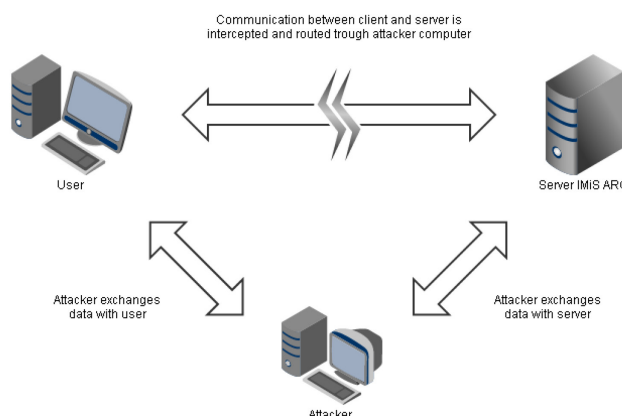 Communication between client and server is
intercepted and routed trough attacker computer
User
Server IMiS ARC
Attacker exchanges
data with user
Attacker exchanges
data with server
Attacker